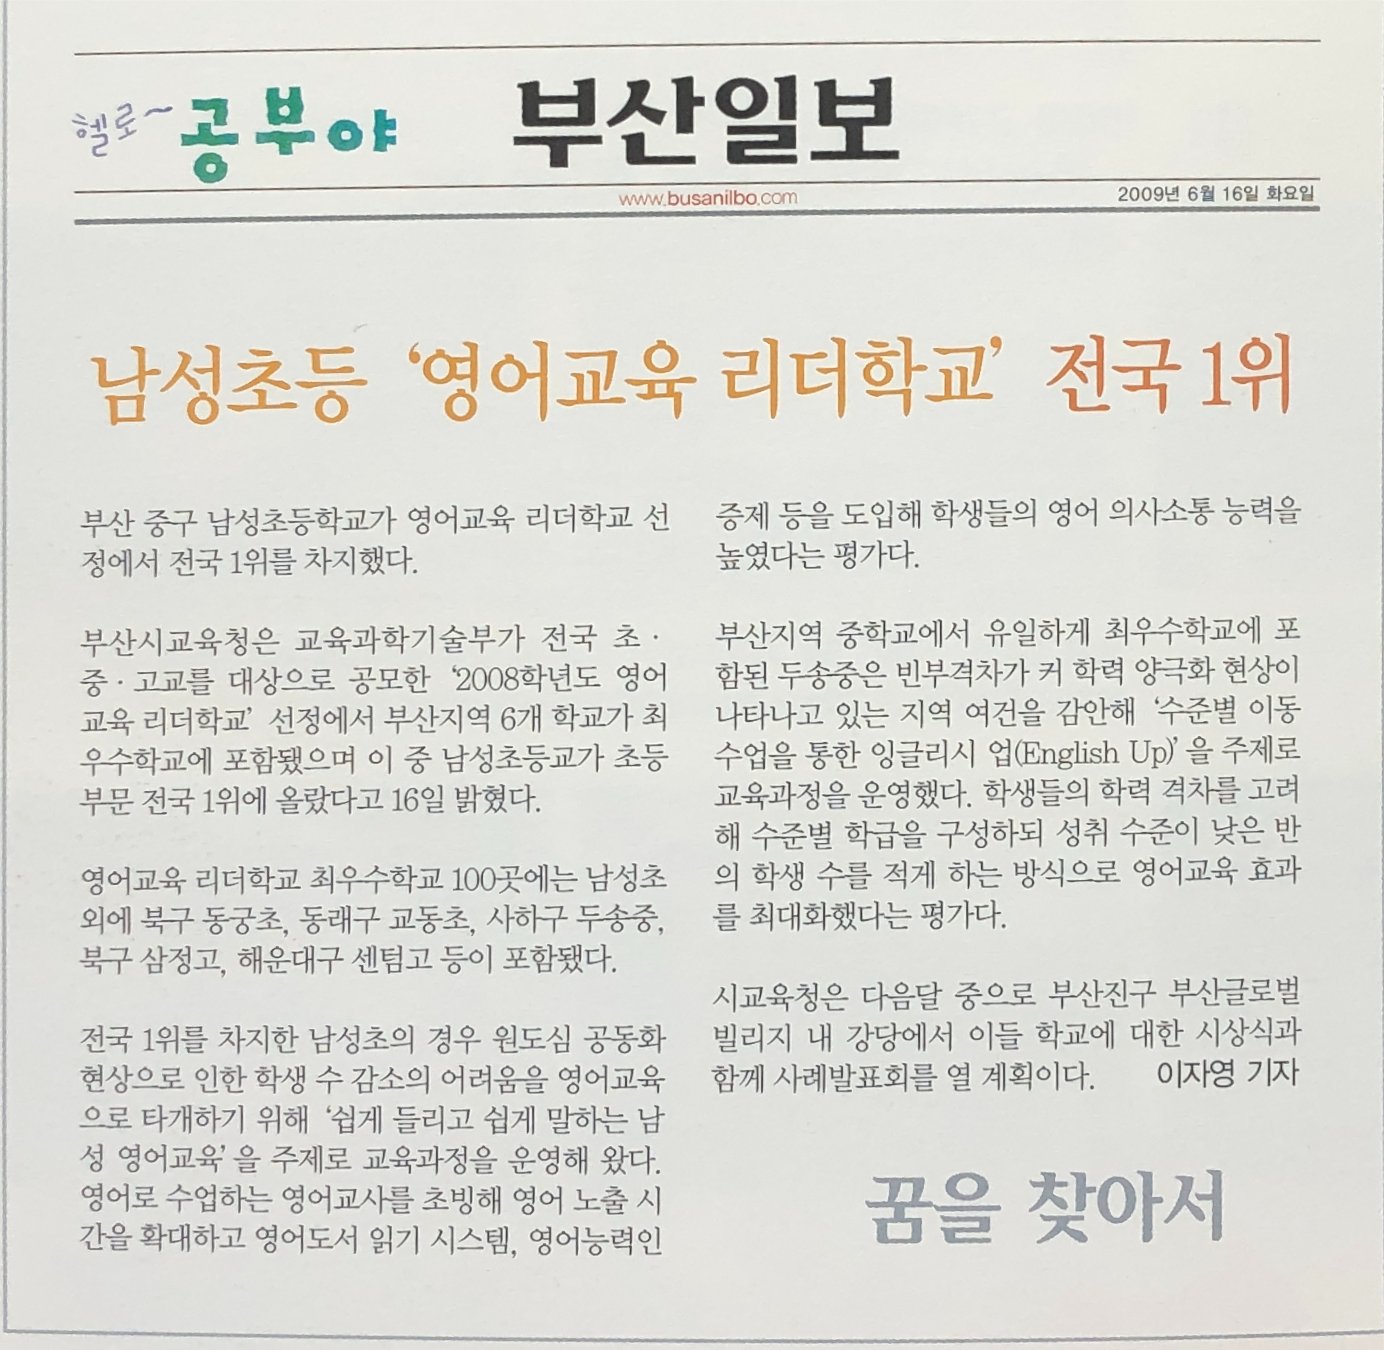 헬로~ 공부야
부산일보
www.busanilbo.com
2009년 6월 16일 화요일
남성초등 ‘영어교육 리더학교’ 전국 1위
부산 중구 남성초등학교가 영어교육 리더학교 선
정에서 전국 1위를 차지했다.
부산시교육청은 교육과학기술부가 전국 초·
중·고교를 대상으로 공모한 ‘2008학년도 영어
교육 리더학교’ 선정에서 부산지역 6개 학교가 최
우수학교에 포함됐으며 이 중 남성초등교가 초등
부문 전국 1위에 올랐다고 16일 밝혔다.
영어교육 리더학교 최우수학교 100곳에는 남성초
외에 북구 동궁초, 동래구 교동초, 사하구 두송중,
북구 삼정고, 해운대구 센텀고 등이 포함됐다.
전국 1위를 차지한 남성초의 경우 원도심 공동화
현상으로 인한 학생 수 감소의 어려움을 영어교육
으로 타개하기 위해 ‘쉽게 들리고 쉽게 말하는 남
성 영어교육’을 주제로 교육과정을 운영해 왔다.
영어로 수업하는 영어교사를 초빙해 영어 노출 시
간을 확대하고 영어도서 읽기 시스템, 영어능력인
증제 등을 도입해 학생들의 영어 의사소통 능력을
높였다는 평가다.
부산지역 중학교에서 유일하게 최우수학교에 포
함된 두송중은 빈부격차가 커 학력 양극화 현상이
나타나고 있는 지역 여건을 감안해 ‘수준별 이동
수업을 통한 잉글리시 업(English Up)’을 주제로
교육과정을 운영했다. 학생들의 학력 격차를 고려
해 수준별 학급을 구성하되 성취 수준이 낮은 반
의 학생 수를 적게 하는 방식으로 영어교육 효과
를 최대화했다는 평가다.
시교육청은 다음달 중으로 부산진구 부산글로벌
빌리지 내 강당에서 이들 학교에 대한 시상식과
함께 사례발표회를 열 계획이다. 이자영 기자
꿈을 찾아서